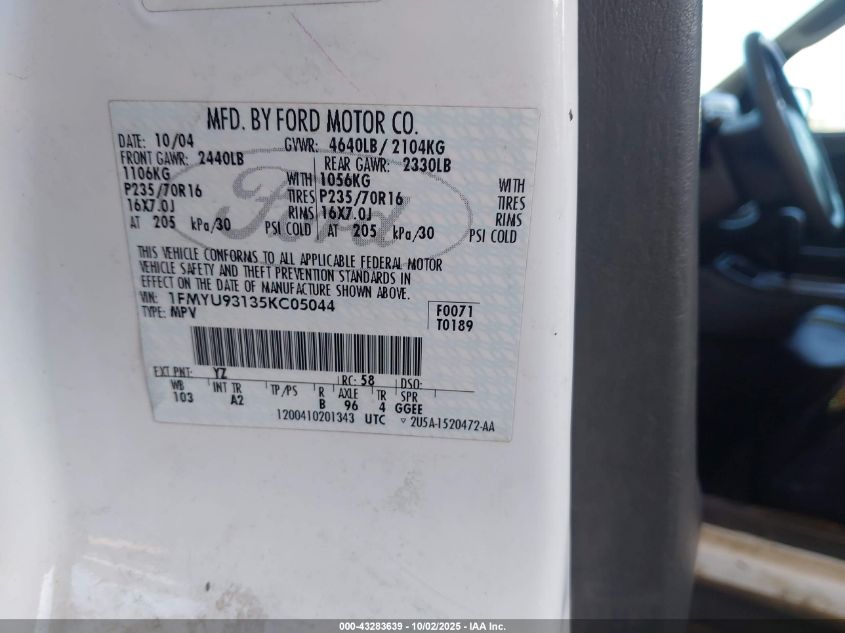 MFD. BY FORD MOTOR CO.
DATE: 10/04 GVWR: 4640LB/ 2104KG
FRONT GAWR: 2440LB REAR GAWR: 2330LB
1106KG WITH 1056KG WITH
P235/70R16 TIRES P235/70R16 TIRES
16X7.0J RIMS 16X7.0J RIMS
AT 205 kPa/30 PSI COLD AT 205 kPa/30 PSI COLD
Ford
THIS VEHICLE CONFORMS TO ALL APPLICABLE FEDERAL MOTOR
VEHICLE SAFETY AND THEFT PREVENTION STANDARDS IN
EFFECT ON THE DATE OF MANUFACTURE SHOWN ABOVE.
VIN: 1FMYU93135KC05044 F0071
TYPE: MPV T0189
EXT PNT: YZ RC: 58 DSO:
WB INT TR TP/PS R AXLE TR SPR
103 A2 B 96 4 GGEE
1200410201343 UTC ▽ 2U5A-1520472-AA
000-43283639 - 10/02/2025 - IAA Inc.